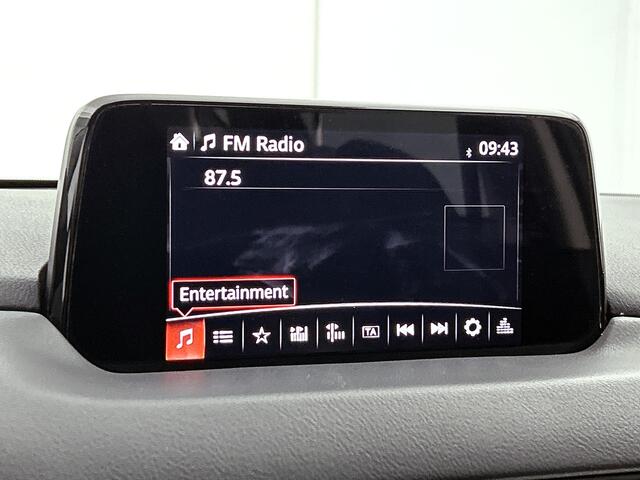 FM Radio 09:43
87.5
Entertainment
TA